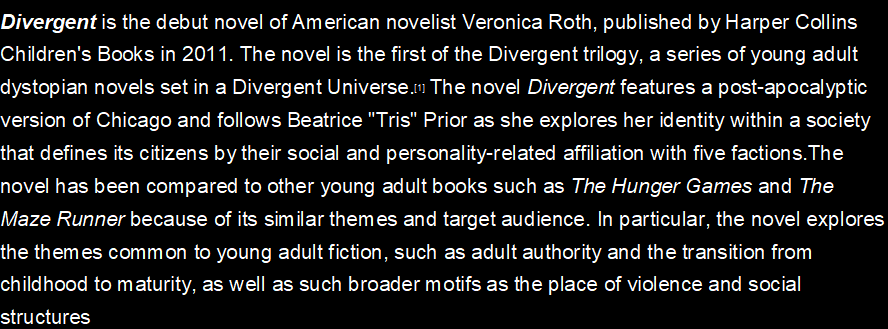 Divergent is the debut novel of American novelist Veronica Roth, published by Harper Collins
Children's Books in 2011. The novel is the first of the Divergent trilogy, a series of young adult
dystopian novels set in a Divergent Universe.[1] The novel Divergent features a post-apocalyptic
version of Chicago and follows Beatrice "Tris" Prior as she explores her identity within a society
that defines its citizens by their social and personality-related affiliation with five factions.The
novel has been compared to other young adult books such as The Hunger Games and The
Maze Runner because of its similar themes and target audience. In particular, the novel explores
the themes common to young adult fiction, such as adult authority and the transition from
childhood to maturity, as well as such broader motifs as the place of violence and social
structures